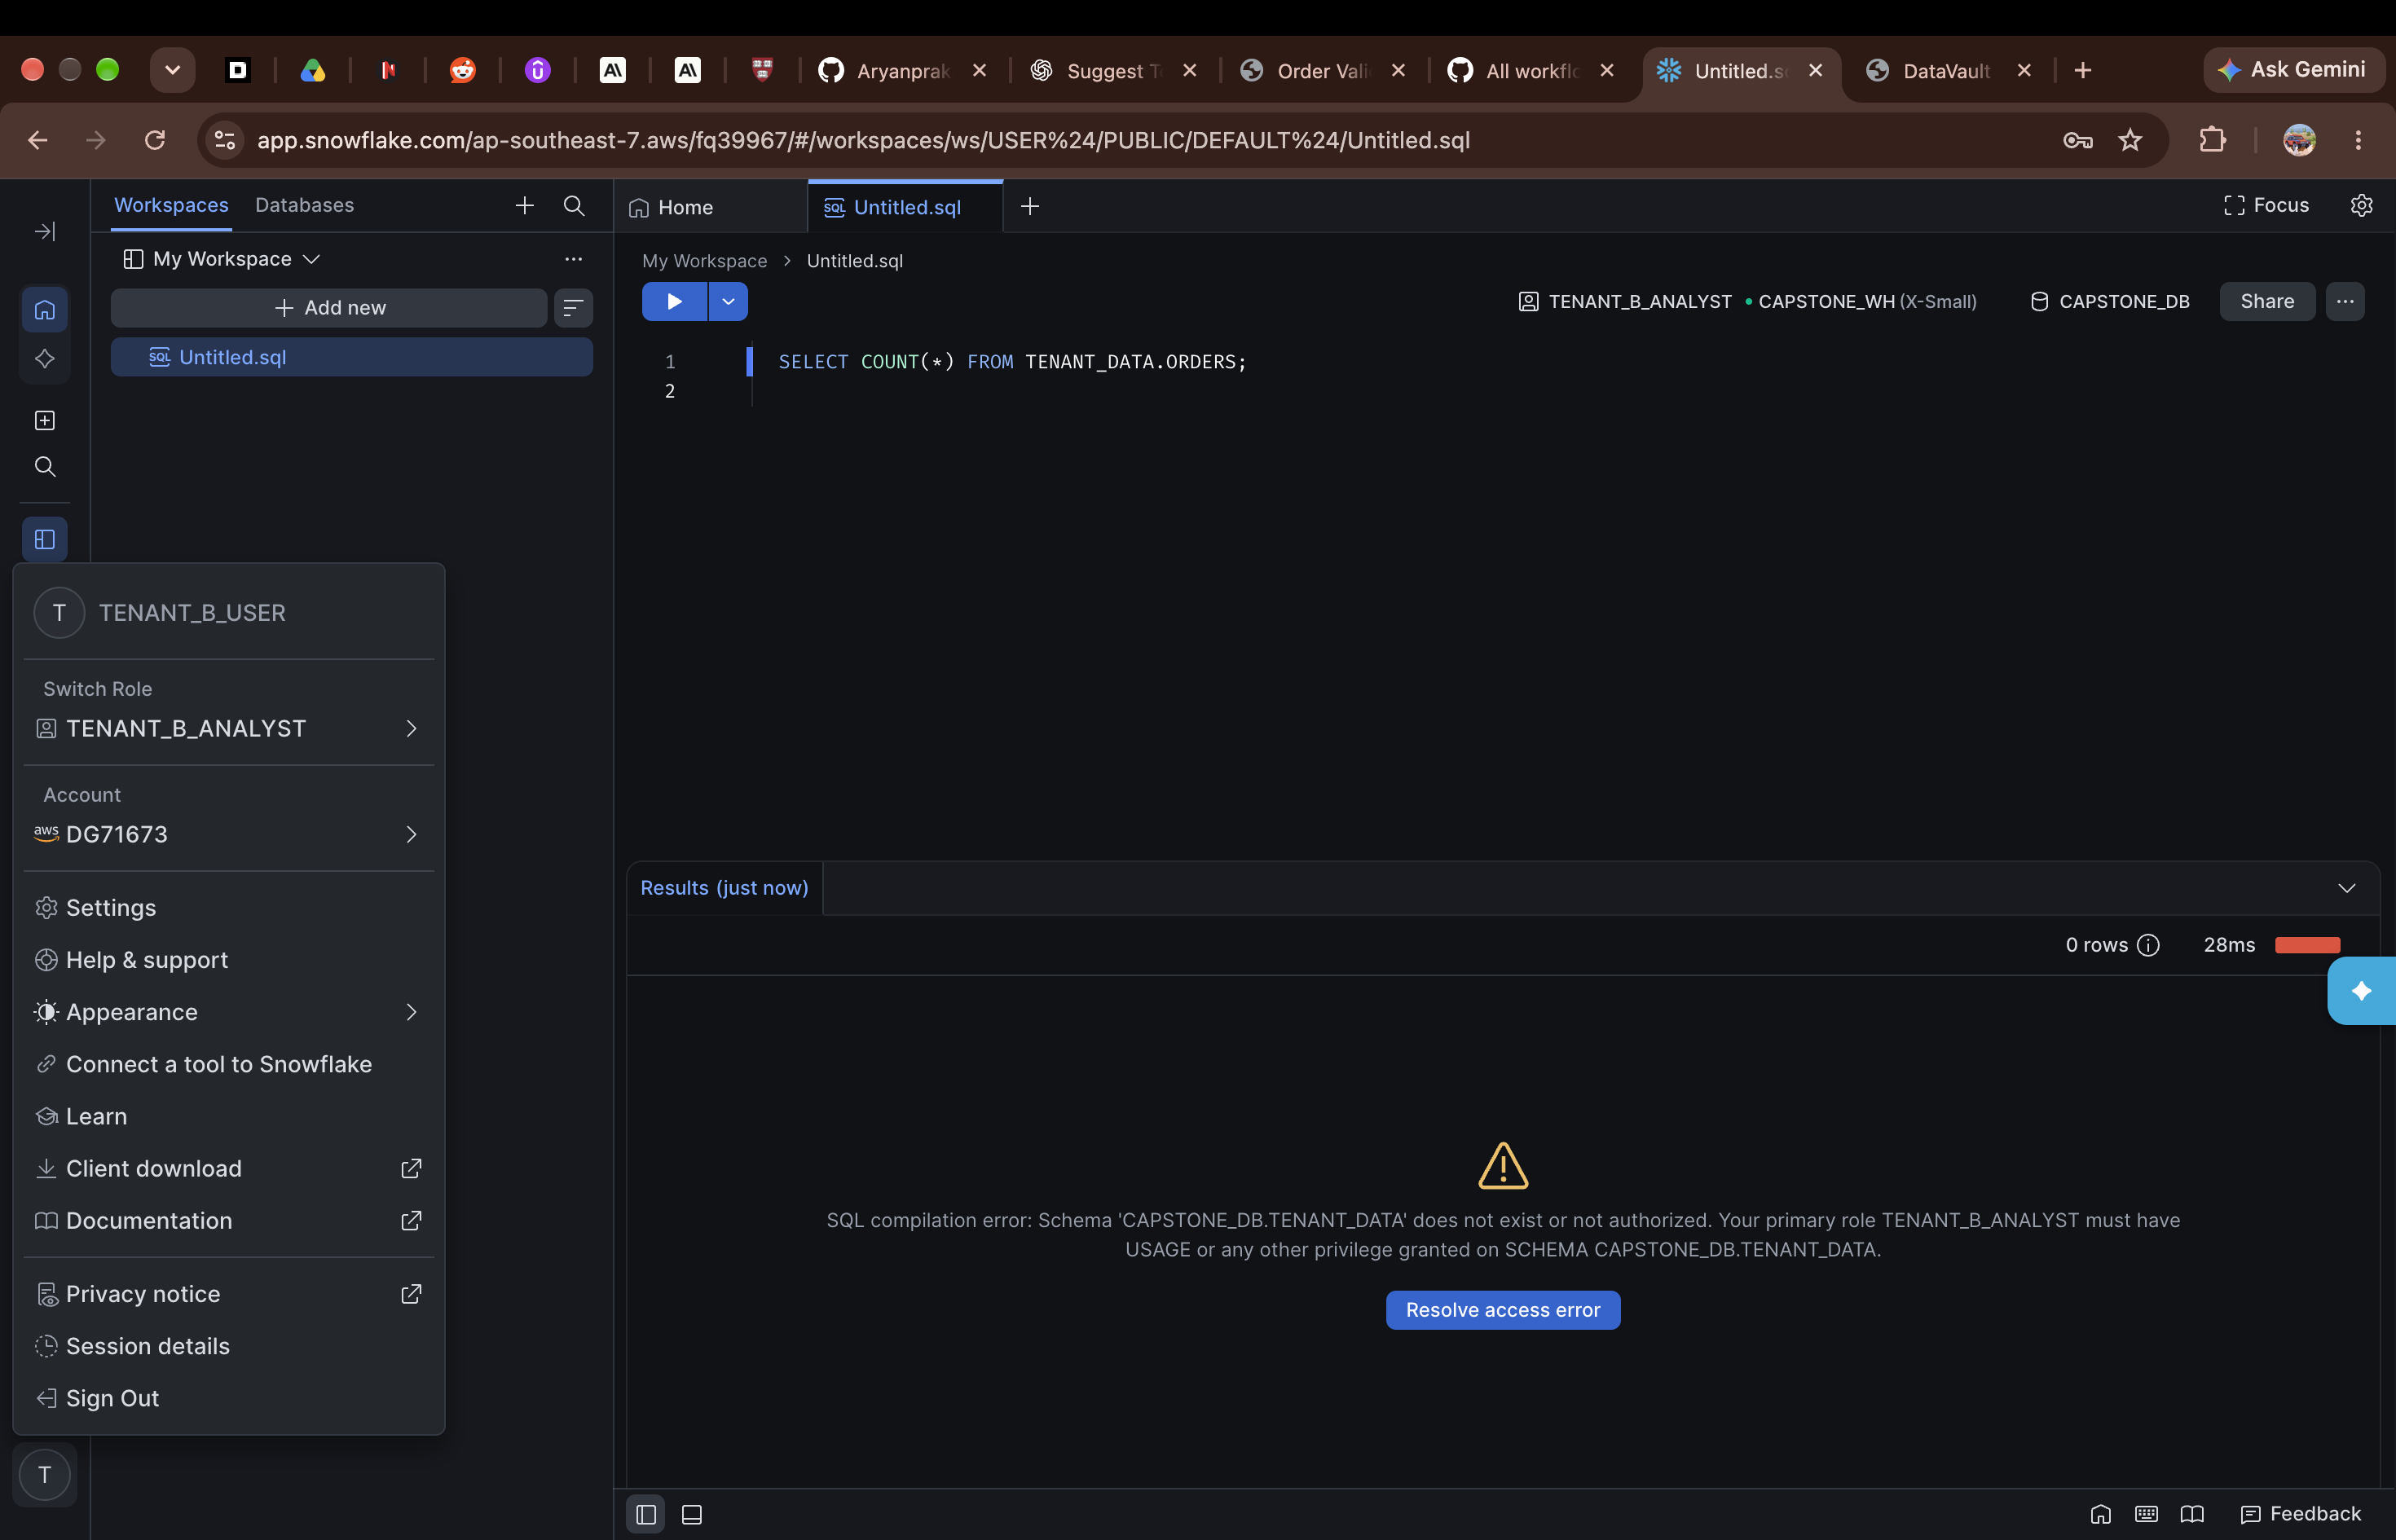 Aryanprak
Suggest T
Order Vali
All workflo
Untitled.s
DataVault
Ask Gemini
app.snowflake.com/ap-southeast-7.aws/fq39967/#/workspaces/ws/USER%24/PUBLIC/DEFAULT%24/Untitled.sql
Workspaces
Databases
Home
SQL Untitled.sql
Focus
My Workspace
Add new
SQL Untitled.sql
My Workspace > Untitled.sql
TENANT_B_ANALYST • CAPSTONE_WH (X-Small)
CAPSTONE_DB
Share
1 SELECT COUNT(*) FROM TENANT_DATA.ORDERS;
2
T TENANT_B_USER
Switch Role
TENANT_B_ANALYST
Account
aws DG71673
Settings
Help & support
Appearance
Connect a tool to Snowflake
Learn
Client download
Documentation
Privacy notice
Session details
Sign Out
T
Results (just now)
0 rows
28ms
SQL compilation error: Schema 'CAPSTONE_DB.TENANT_DATA' does not exist or not authorized. Your primary role TENANT_B_ANALYST must have
USAGE or any other privilege granted on SCHEMA CAPSTONE_DB.TENANT_DATA.
Resolve access error
Feedback